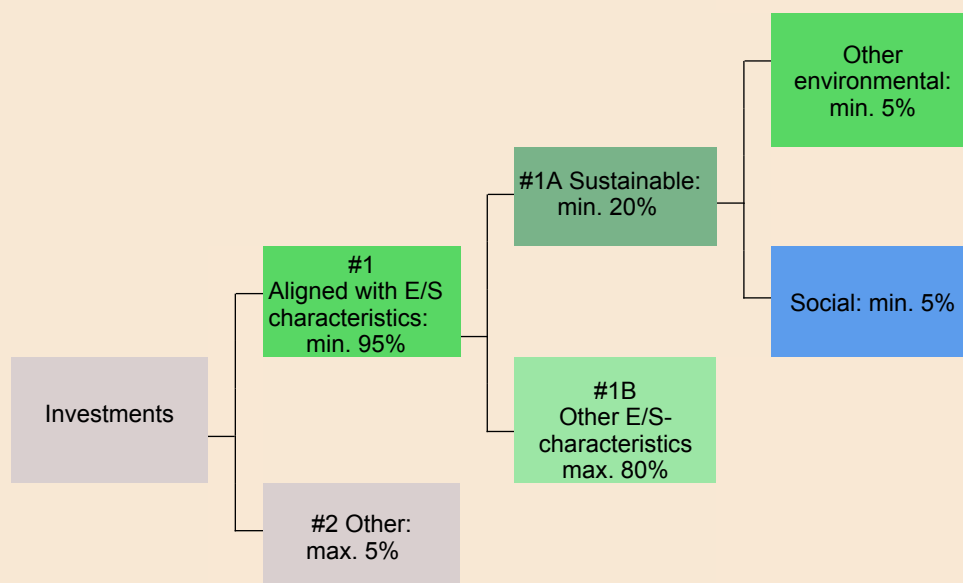 Other
environmental:
min. 5%
#1A Sustainable:
min. 20%
#1
Aligned with E/S
characteristics:
min. 95%
Social: min. 5%
#1B
Other E/S-
characteristics
max. 80%
Investments
#2 Other:
max. 5%